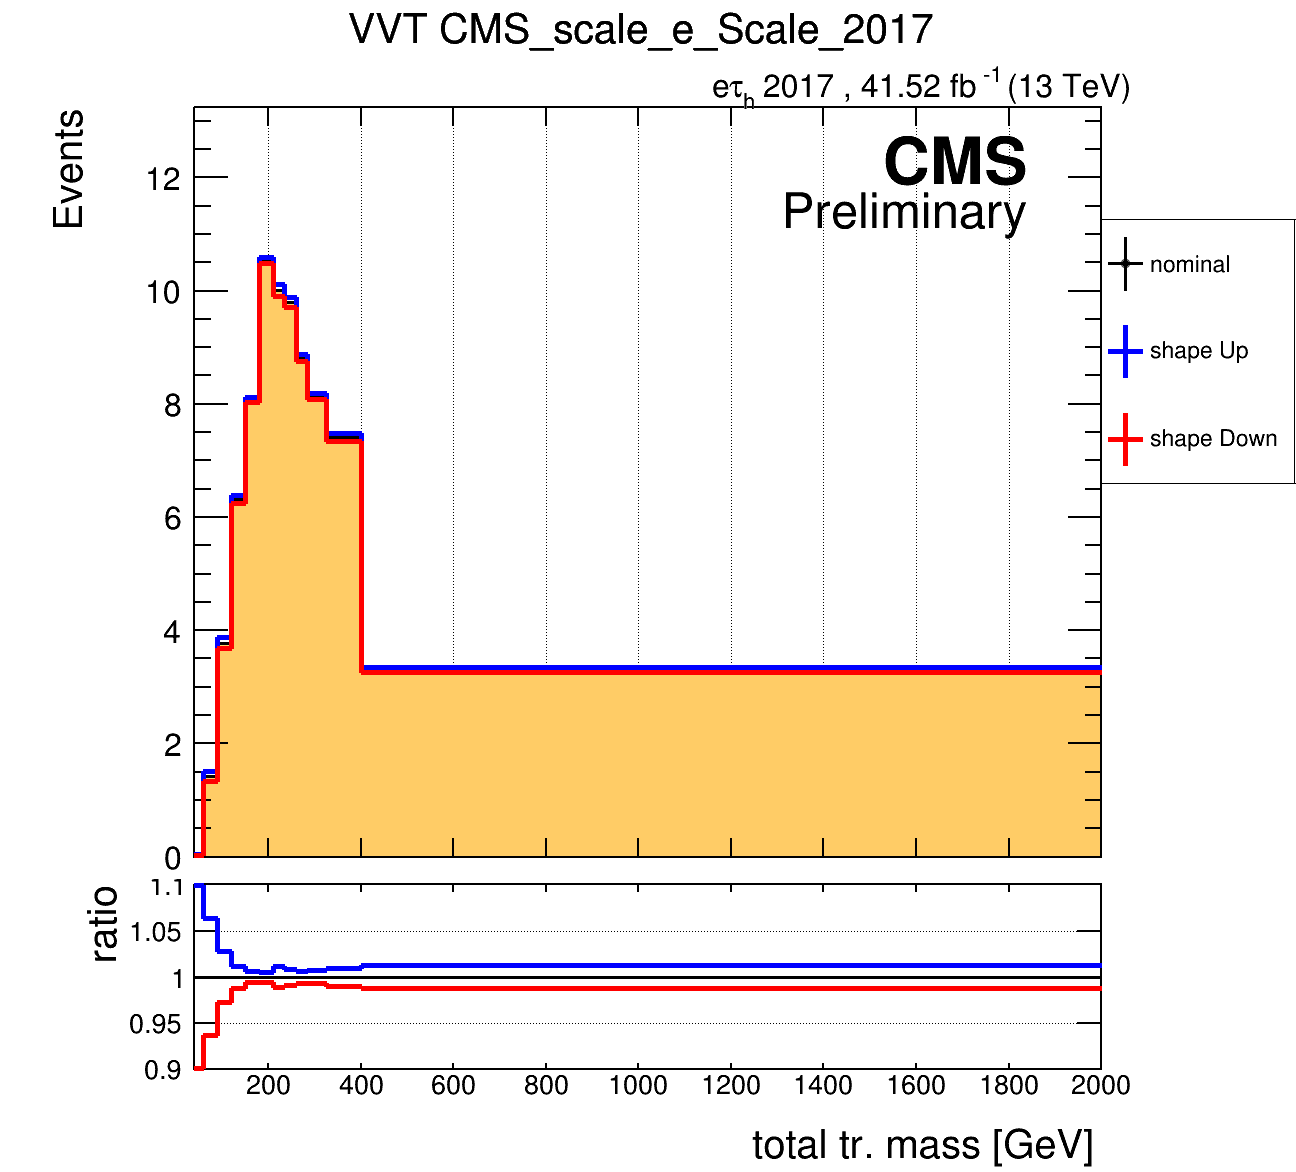 VVT CMS_scale_e_Scale_2017
eτh 2017 , 41.52 fb -1 (13 TeV)
Events
CMS
Preliminary
12
10
8
6
4
2
0
nominal
shape Up
shape Down
ratio
1.1
1.05
1
0.95
0.9
200 400 600 800 1000 1200 1400 1600 1800 2000
total tr. mass [GeV]